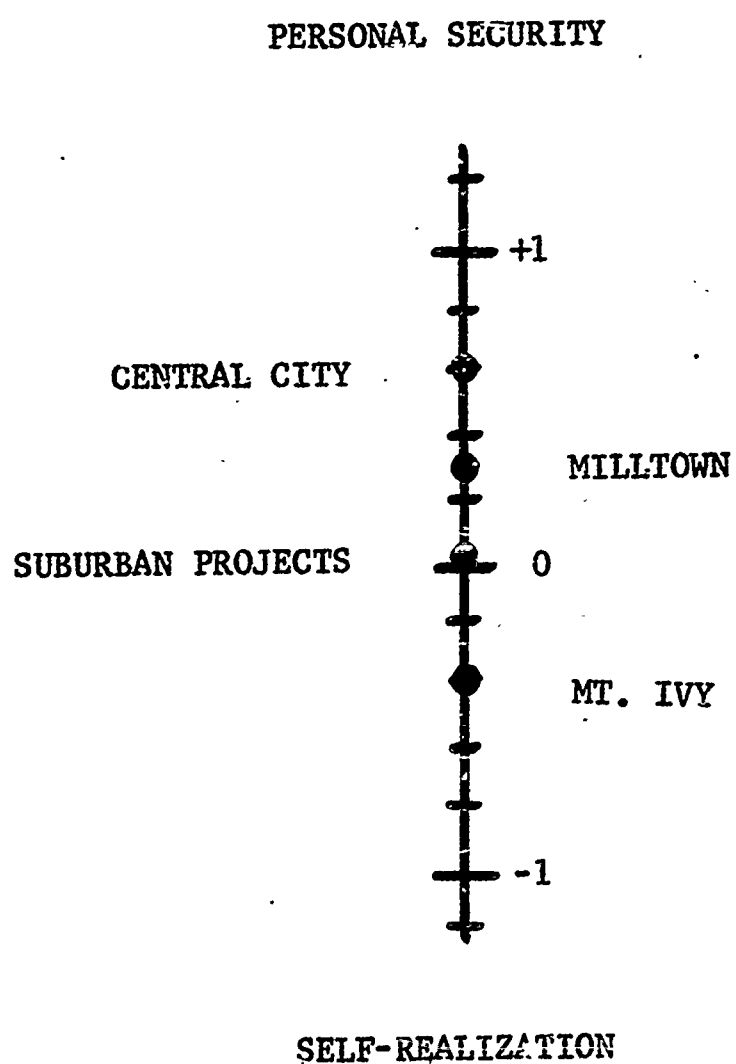 PERSONAL SECURITY
+1
CENTRAL CITY
MILLTOWN
SUBURBAN PROJECTS
0
MT. IVY
-1
SELF-REALIZATION